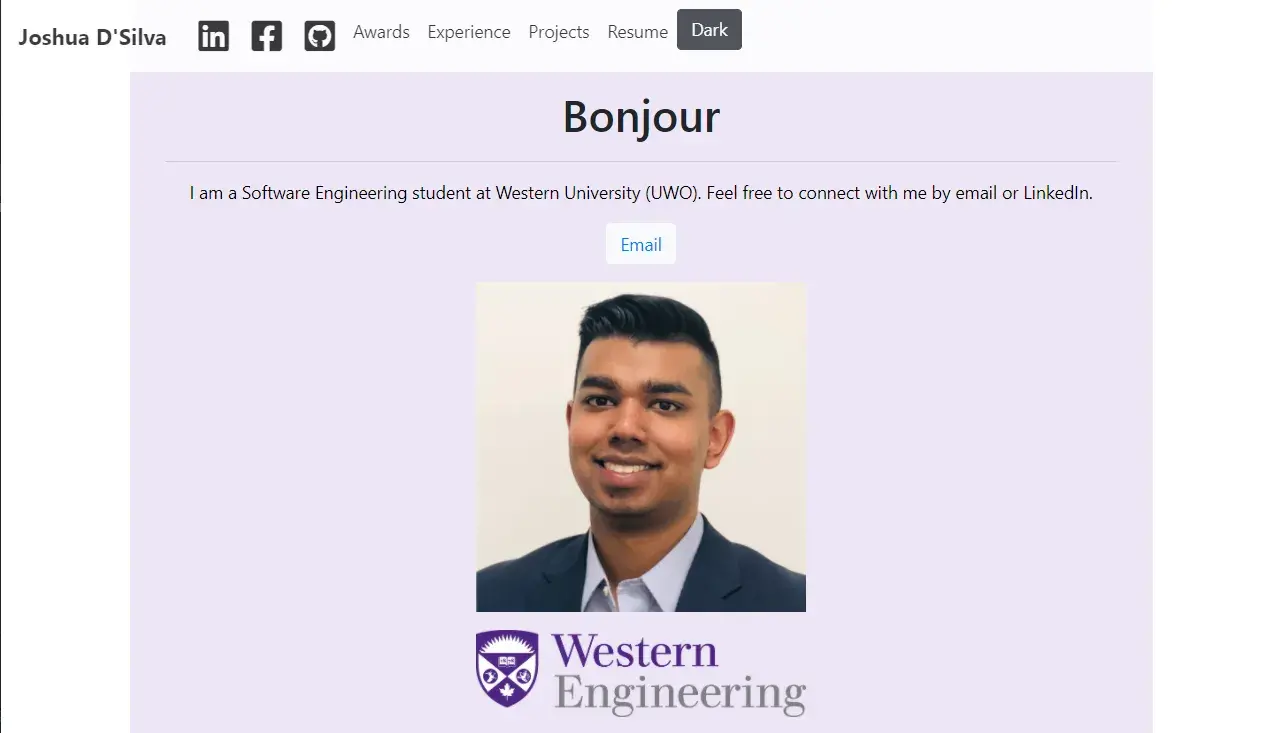 Joshua D'Silva
Awards Experience Projects Resume Dark
Bonjour
I am a Software Engineering student at Western University (UWO). Feel free to connect with me by email or LinkedIn.
Email
Western
Engineering